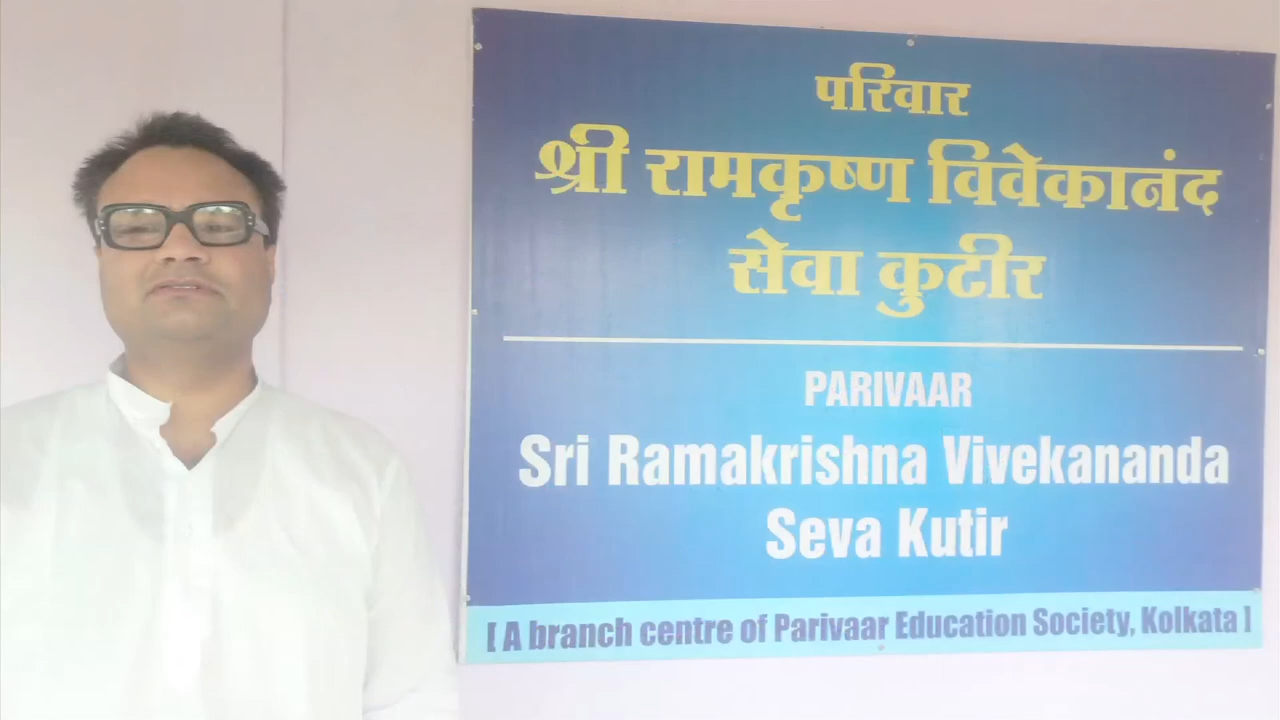 परिवार
श्री रामकृष्ण विवेकानंद
सेवा कुटीर
PARIVAAR
Sri Ramakrishna Vivekananda
Seva Kutir
[ A branch centre of Parivaar Education Society, Kolkata ]